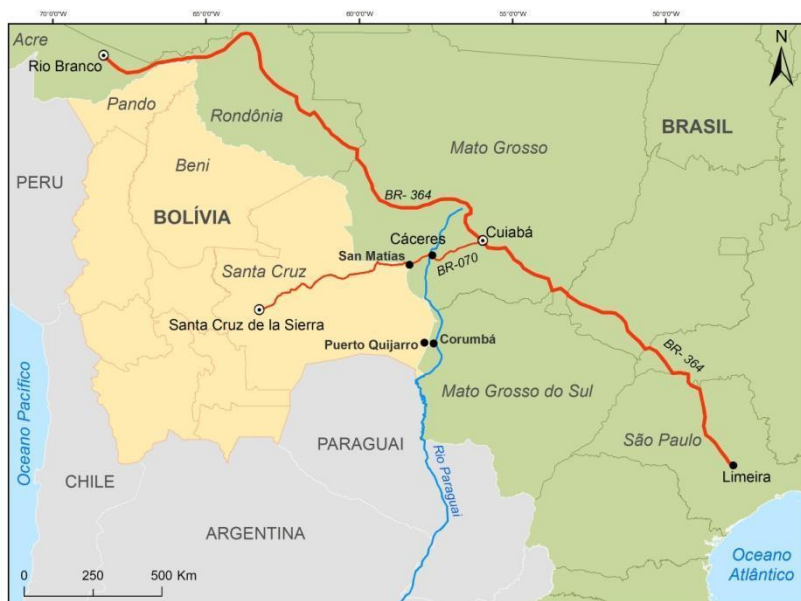 70°0'0"W
65°0'0"W
60°0'0"W
55°0'0"W
50°0'0"W
Acre
Rio Branco
N
Pando
Rondônia
BRASIL
Mato Grosso
PERU
Beni
BOLÍVIA
BR- 364
Cuiabá
Cáceres
San Matías
BR-070
Santa Cruz
Santa Cruz de la Sierra
Puerto Quijarro
Corumbá
BR- 364
Mato Grosso do Sul
Oceano Pacífico
PARAGUAI
São Paulo
Rio Paraguai
CHILE
Limeira
ARGENTINA
Oceano
Atlântico
0 250 500 Km